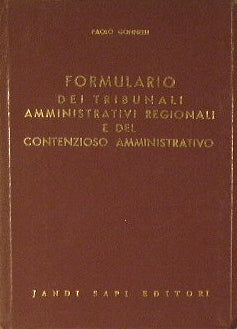 PAOLO GONNELLI
FORMULARIO
DEI TRIBUNALI
AMMINISTRATIVI REGIONALI
E DEL
CONTENZIOSO AMMINISTRATIVO
JANDI SAPI EDITORI